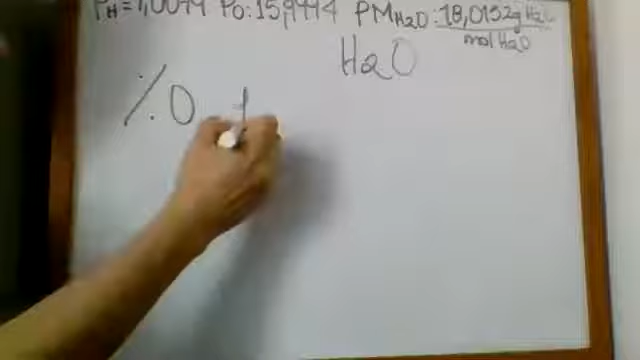 PH=1,0079 PO:15,9994 PMH2O:18,0152g H2O
mol H2O
H2O
%O